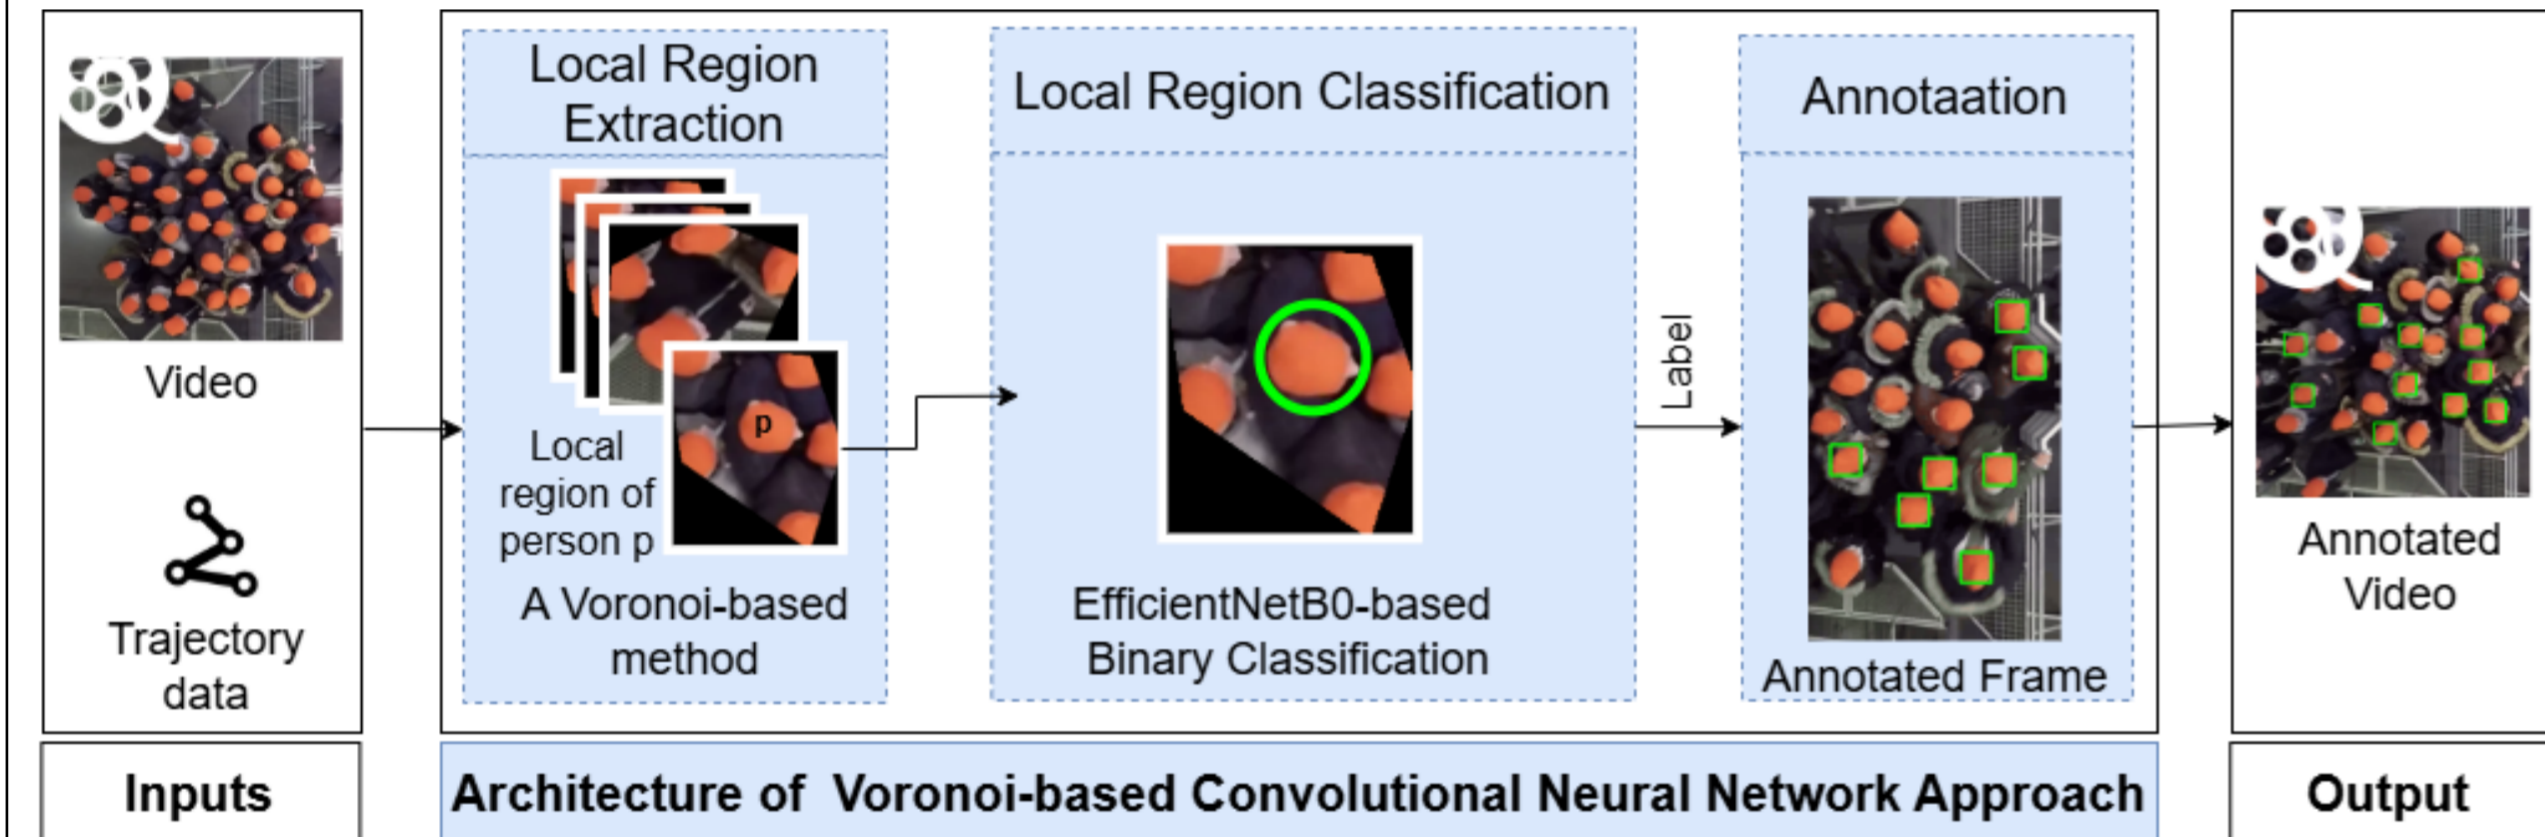 Video
Trajectory
data
Inputs
Local Region
Extraction
p
Local
region of
person p
A Voronoi-based
method
Local Region Classification
EfficientNetB0-based
Binary Classification
Label
Annotaation
Annotated Frame
Architecture of Voronoi-based Convolutional Neural Network Approach
Annotated
Video
Output